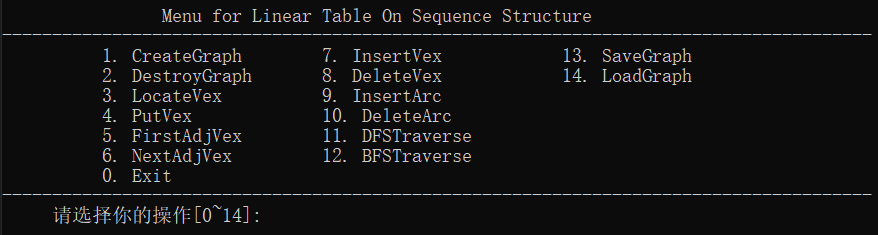 Menu for Linear Table On Sequence Structure
-------------------------------------------------------------------------------
1. CreateGraph 7. InsertVex 13. SaveGraph
2. DestroyGraph 8. DeleteVex 14. LoadGraph
3. LocateVex 9. InsertArc
4. PutVex 10. DeleteArc
5. FirstAdjVex 11. DFSTraverse
6. NextAdjVex 12. BFSTraverse
0. Exit
-------------------------------------------------------------------------------
请选择你的操作[0~14]: